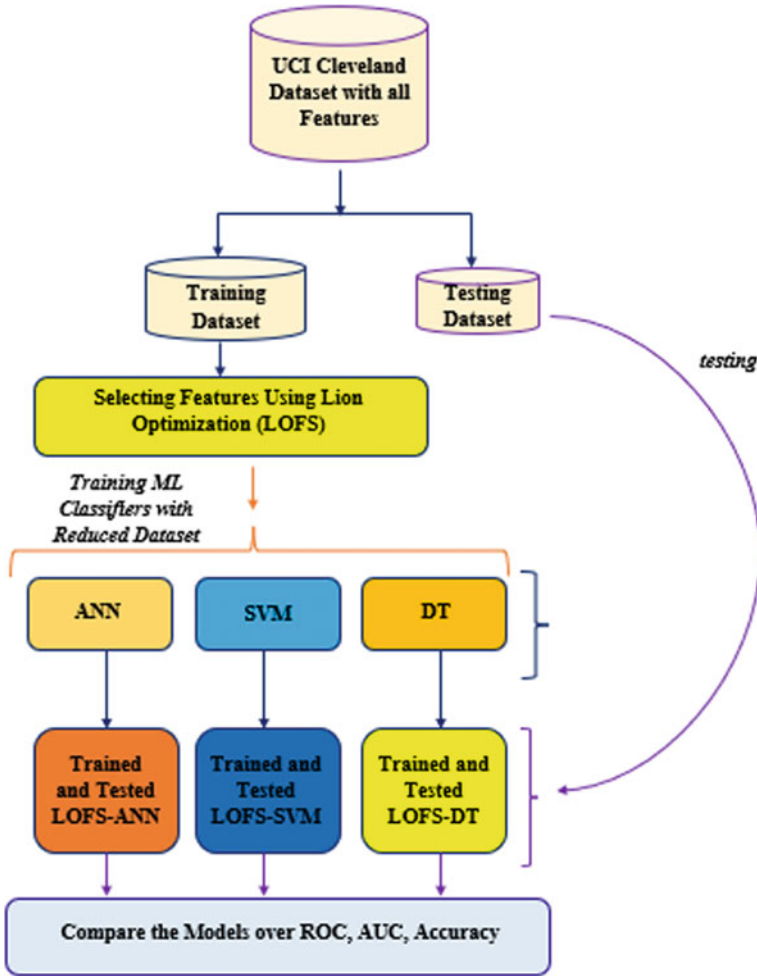 UCI Cleveland
Dataset with all
Features
Training
Dataset
Testing
Dataset
testing
Selecting Features Using Lion
Optimization (LOFS)
Training ML
Classifiers with
Reduced Dataset
ANN
SVM
DT
Trained
and Tested
LOFS-ANN
Trained and
Tested
LOFS-SVM
Trained and
Tested
LOFS-DT
Compare the Models over ROC, AUC, Accuracy